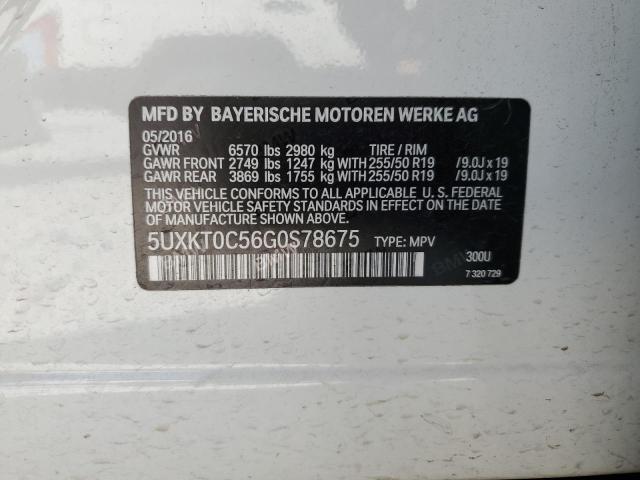 MFD BY BAYERISCHE MOTOREN WERKE AG
05/2016
GVWR 6570 lbs 2980 kg TIRE / RIM
GAWR FRONT 2749 lbs 1247 kg WITH 255/50 R19 /9.0J x 19
GAWR REAR 3869 lbs 1755 kg WITH 255/50 R19 /9.0J x 19
THIS VEHICLE CONFORMS TO ALL APPLICABLE U. S. FEDERAL
MOTOR VEHICLE SAFETY STANDARDS IN EFFECT ON THE
DATE OF MANUFACTURE SHOWN ABOVE.
5UXKT0C56G0S78675 TYPE: MPV
300U
7 320 729